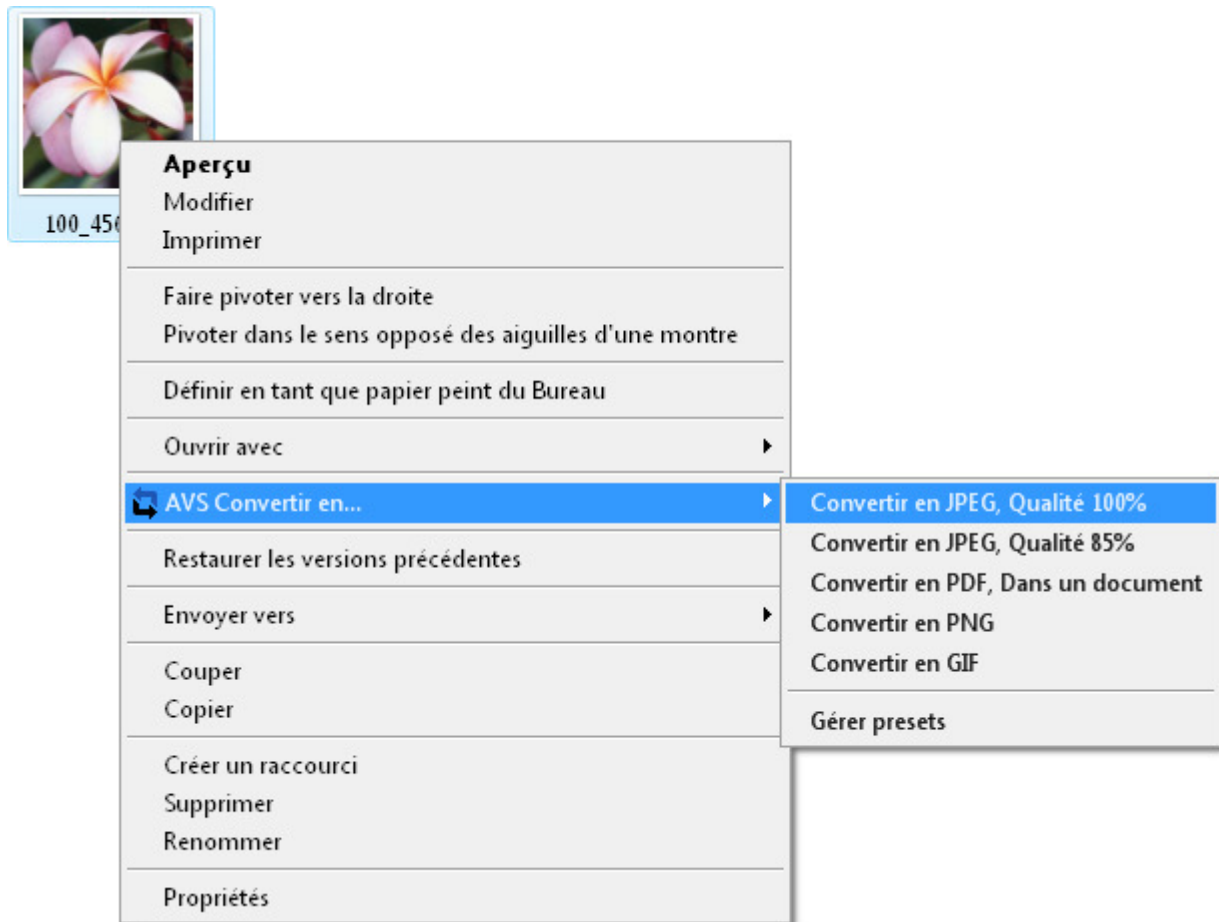 100_456
Aperçu
Modifier
Imprimer
Faire pivoter vers la droite
Pivoter dans le sens opposé des aiguilles d'une montre
Définir en tant que papier peint du Bureau
Ouvrir avec
AVS Convertir en...
Restaurer les versions précédentes
Envoyer vers
Couper
Copier
Créer un raccourci
Supprimer
Renommer
Propriétés
Convertir en JPEG, Qualité 100%
Convertir en JPEG, Qualité 85%
Convertir en PDF, Dans un document
Convertir en PNG
Convertir en GIF
Gérer presets